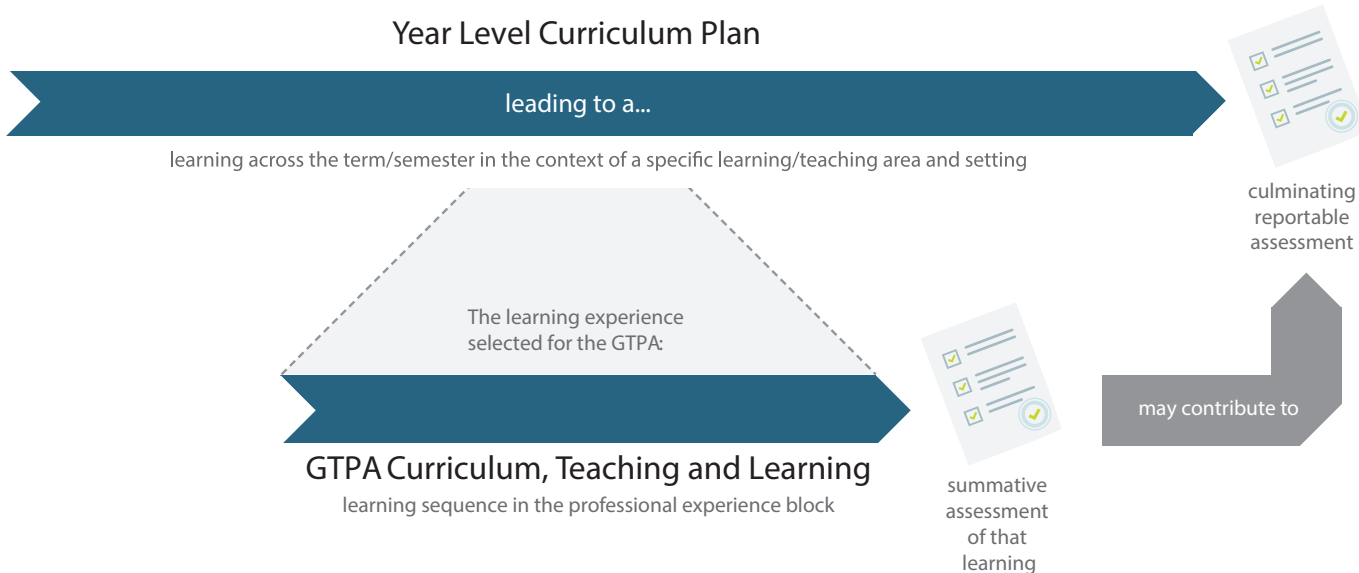 Year Level Curriculum Plan
leading to a...
learning across the term/semester in the context of a specific learning/teaching area and setting
culminating
reportable
assessment
The learning experience
selected for the GTPA:
may contribute to
GTPA Curriculum, Teaching and Learning
learning sequence in the professional experience block
summative
assessment
of that
learning